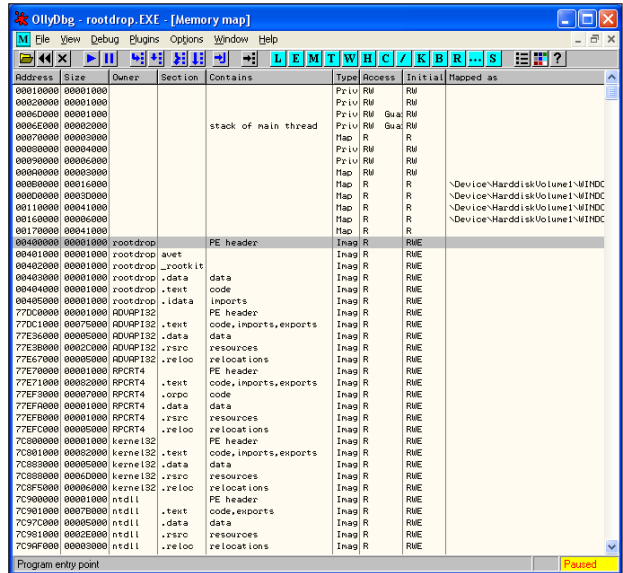 OllyDbg - rootdrop.EXE - [Memory map]
M File View Debug Plugins Options Window Help
L E M T W H C / K B R ... S ?
Address Size Owner Section Contains Type Access Initial Mapped as
00010000 00001000 Priv RW RW
00020000 00001000 Priv RW RW
0006D000 00001000 Priv RW Gua: RW
0006E000 00002000 stack of main thread Priv RW Gua: RW
00070000 00003000 Map R R
00080000 00004000 Priv RW RW
00090000 00006000 Priv RW RW
000A0000 00003000 Map RW RW
000B0000 00016000 Map R R \Device\HarddiskVolume1\WINDO
000D0000 0003D000 Map R R \Device\HarddiskVolume1\WINDO
00110000 00041000 Map R R \Device\HarddiskVolume1\WINDO
00160000 00006000 Map R R \Device\HarddiskVolume1\WINDO
00170000 00041000 Map R R
00400000 00001000 rootdrop PE header Imag R RWE
00401000 00001000 rootdrop avet Imag R RWE
00402000 00001000 rootdrop _rootkit Imag R RWE
00403000 00001000 rootdrop .data data Imag R RWE
00404000 00001000 rootdrop .text code Imag R RWE
00405000 00001000 rootdrop .idata imports Imag R RWE
77DC0000 00001000 ADVAPI32 PE header Imag R RWE
77DC1000 00075000 ADVAPI32 .text code,imports,exports Imag R RWE
77E36000 00005000 ADVAPI32 .data data Imag R RWE
77E3B000 0002C000 ADVAPI32 .rsrc resources Imag R RWE
77E67000 00005000 ADVAPI32 .reloc relocations Imag R RWE
77E70000 00001000 RPCRT4 PE header Imag R RWE
77E71000 00082000 RPCRT4 .text code,imports,exports Imag R RWE
77EF3000 00007000 RPCRT4 .orpc code Imag R RWE
77EFA000 00001000 RPCRT4 .data data Imag R RWE
77EFB000 00001000 RPCRT4 .rsrc resources Imag R RWE
77EFC000 00005000 RPCRT4 .reloc relocations Imag R RWE
7C800000 00001000 kernel32 PE header Imag R RWE
7C801000 00082000 kernel32 .text code,imports,exports Imag R RWE
7C883000 00005000 kernel32 .data data Imag R RWE
7C888000 0006D000 kernel32 .rsrc resources Imag R RWE
7C8F5000 00006000 kernel32 .reloc relocations Imag R RWE
7C900000 00001000 ntdll PE header Imag R RWE
7C901000 0007B000 ntdll .text code,exports Imag R RWE
7C97C000 00005000 ntdll .data data Imag R RWE
7C981000 0002E000 ntdll .rsrc resources Imag R RWE
7C9AF000 00003000 ntdll .reloc relocations Imag R RWE
Program entry point Paused